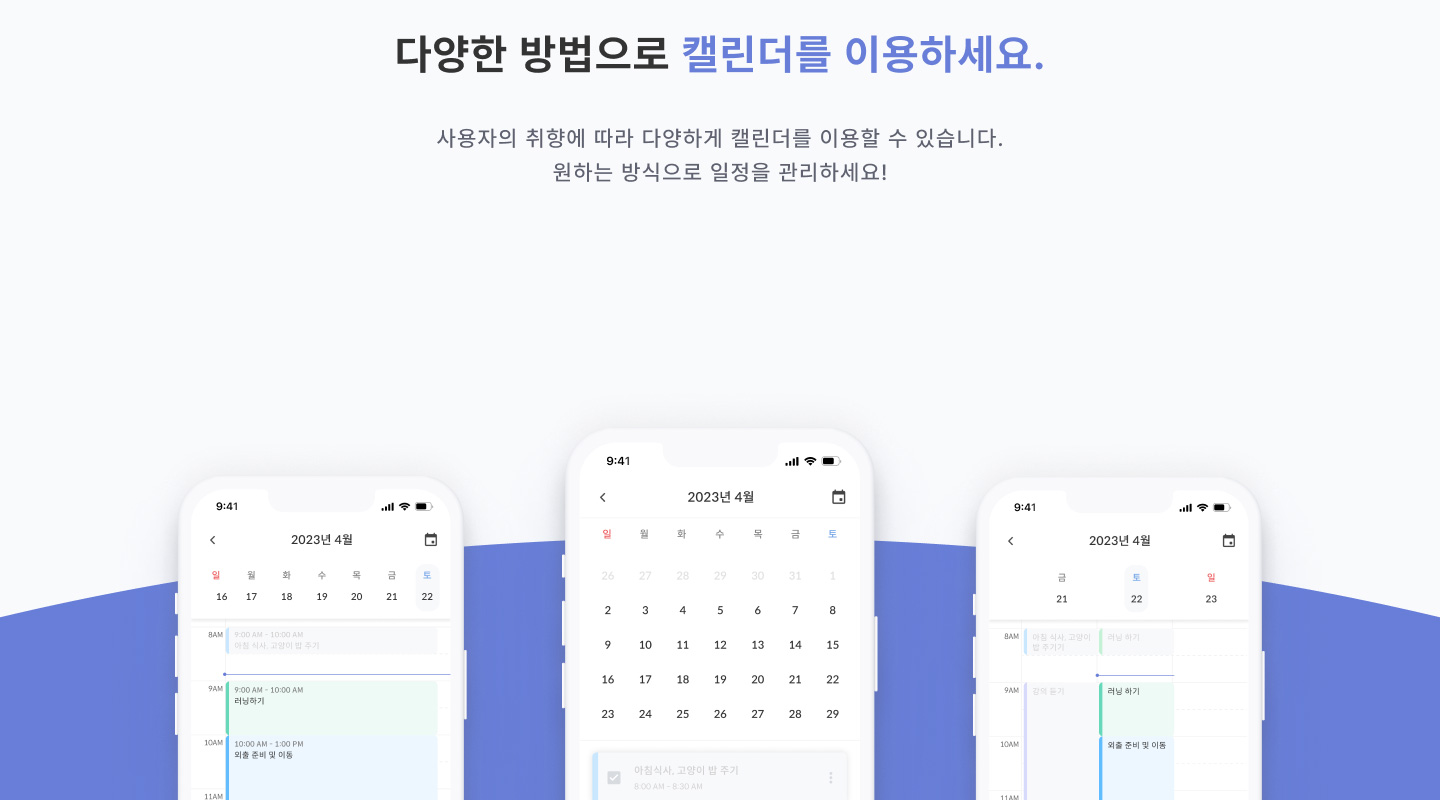 다양한 방법으로 캘린더를 이용하세요.
사용자의 취향에 따라 다양하게 캘린더를 이용할 수 있습니다.
원하는 방식으로 일정을 관리하세요!
9:41
2023년 4월
일 월 화 수 목 금 토
16 17 18 19 20 21 22
8AM
9:00 AM - 10:00 AM
아침 식사, 고양이 밥 주기
9AM
9:00 AM - 10:00 AM
러닝하기
10AM
10:00 AM - 1:00 PM
외출 준비 및 이동
11AM
9:41
2023년 4월
일 월 화 수 목 금 토
26 27 28 29 30 31 1
2 3 4 5 6 7 8
9 10 11 12 13 14 15
16 17 18 19 20 21 22
23 24 25 26 27 28 29
아침식사, 고양이 밥 주기
8:00 AM - 8:30 AM
9:41
2023년 4월
금 토 일
21 22 23
8AM
아침 식사, 고양이
밥 주기기
러닝 하기
9AM
강의 듣기
러닝 하기
10AM
외출 준비 및 이동
11AM